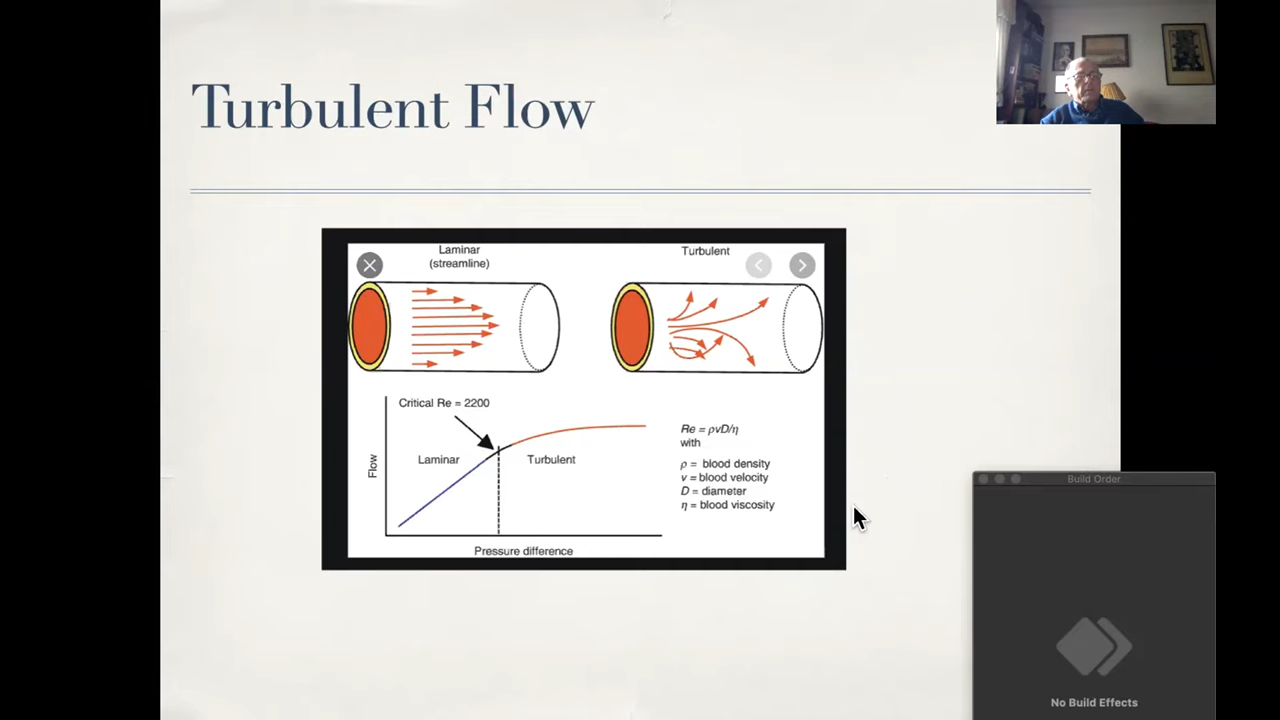 Turbulent Flow
Laminar
(streamline)
Turbulent
Critical Re = 2200
Laminar
Turbulent
Flow
Pressure difference
Re = ρvD/η
with
ρ = blood density
v = blood velocity
D = diameter
η = blood viscosity
Build Order
No Build Effects